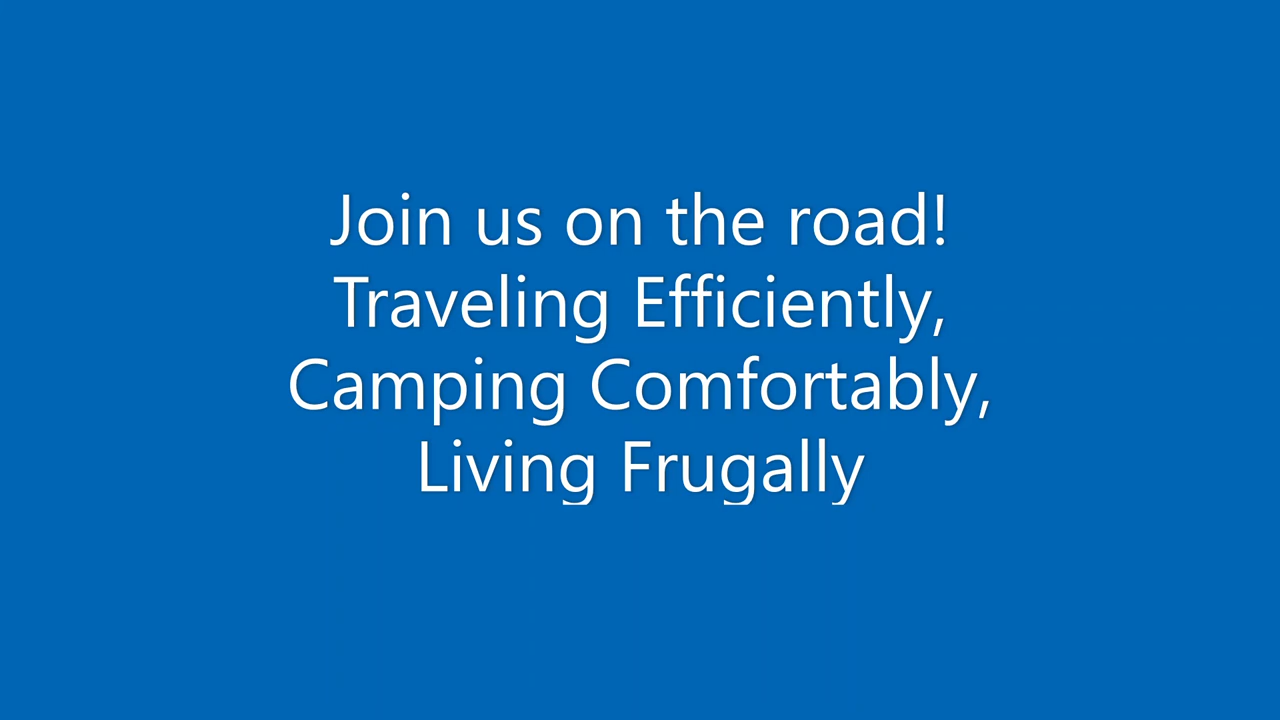 Join us on the road!
Traveling Efficiently,
Camping Comfortably,
Living Frugally